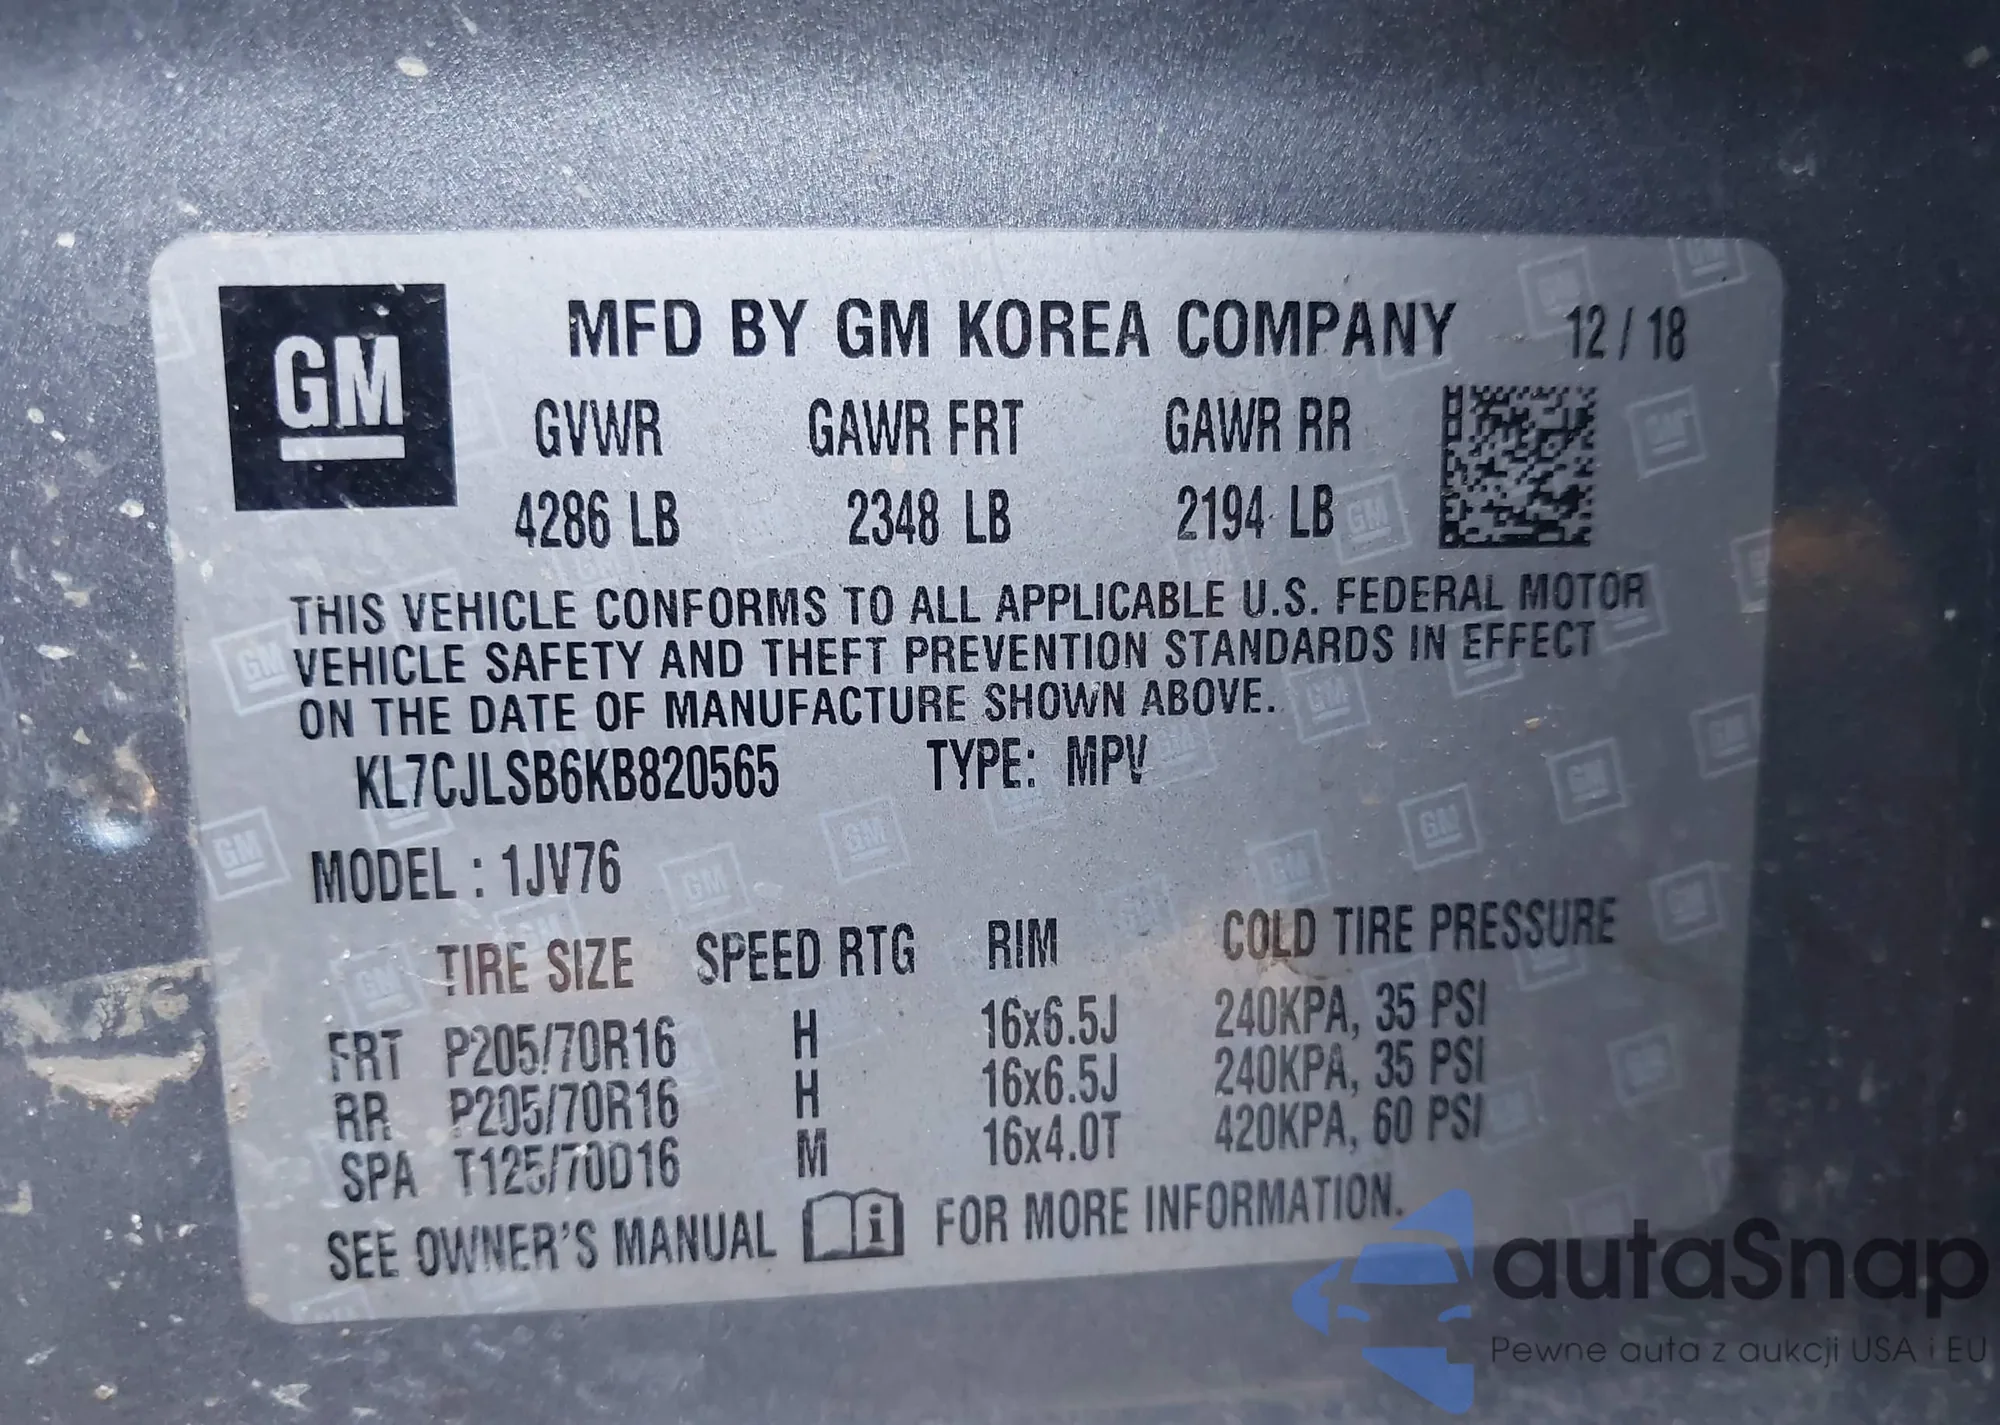 GM
MFD BY GM KOREA COMPANY 12 / 18
GVWR GAWR FRT GAWR RR
4286 LB 2348 LB 2194 LB
THIS VEHICLE CONFORMS TO ALL APPLICABLE U.S. FEDERAL MOTOR
VEHICLE SAFETY AND THEFT PREVENTION STANDARDS IN EFFECT
ON THE DATE OF MANUFACTURE SHOWN ABOVE.
KL7CJLSB6KB820565 TYPE: MPV
MODEL : 1JV76
TIRE SIZE SPEED RTG RIM COLD TIRE PRESSURE
FRT P205/70R16 H 16x6.5J 240KPA, 35 PSI
RR P205/70R16 H 16x6.5J 240KPA, 35 PSI
SPA T125/70D16 M 16x4.0T 420KPA, 60 PSI
SEE OWNER'S MANUAL i FOR MORE INFORMATION.
autaSnap
Pewne auta z aukcji USA i EU